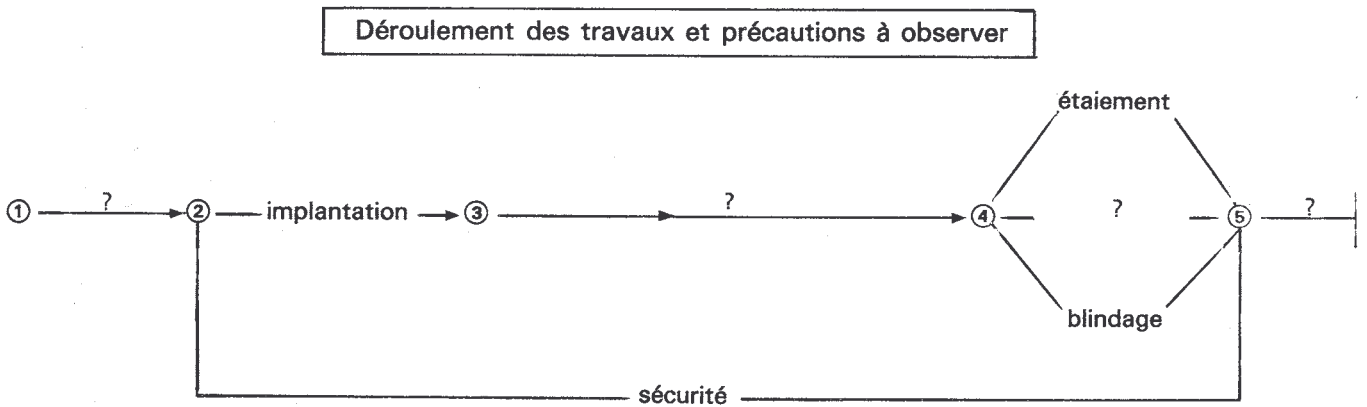 Déroulement des travaux et précautions à observer
étaiement
① ? ② implantation ③ ? ④ ? ⑤ ?
blindage
sécurité